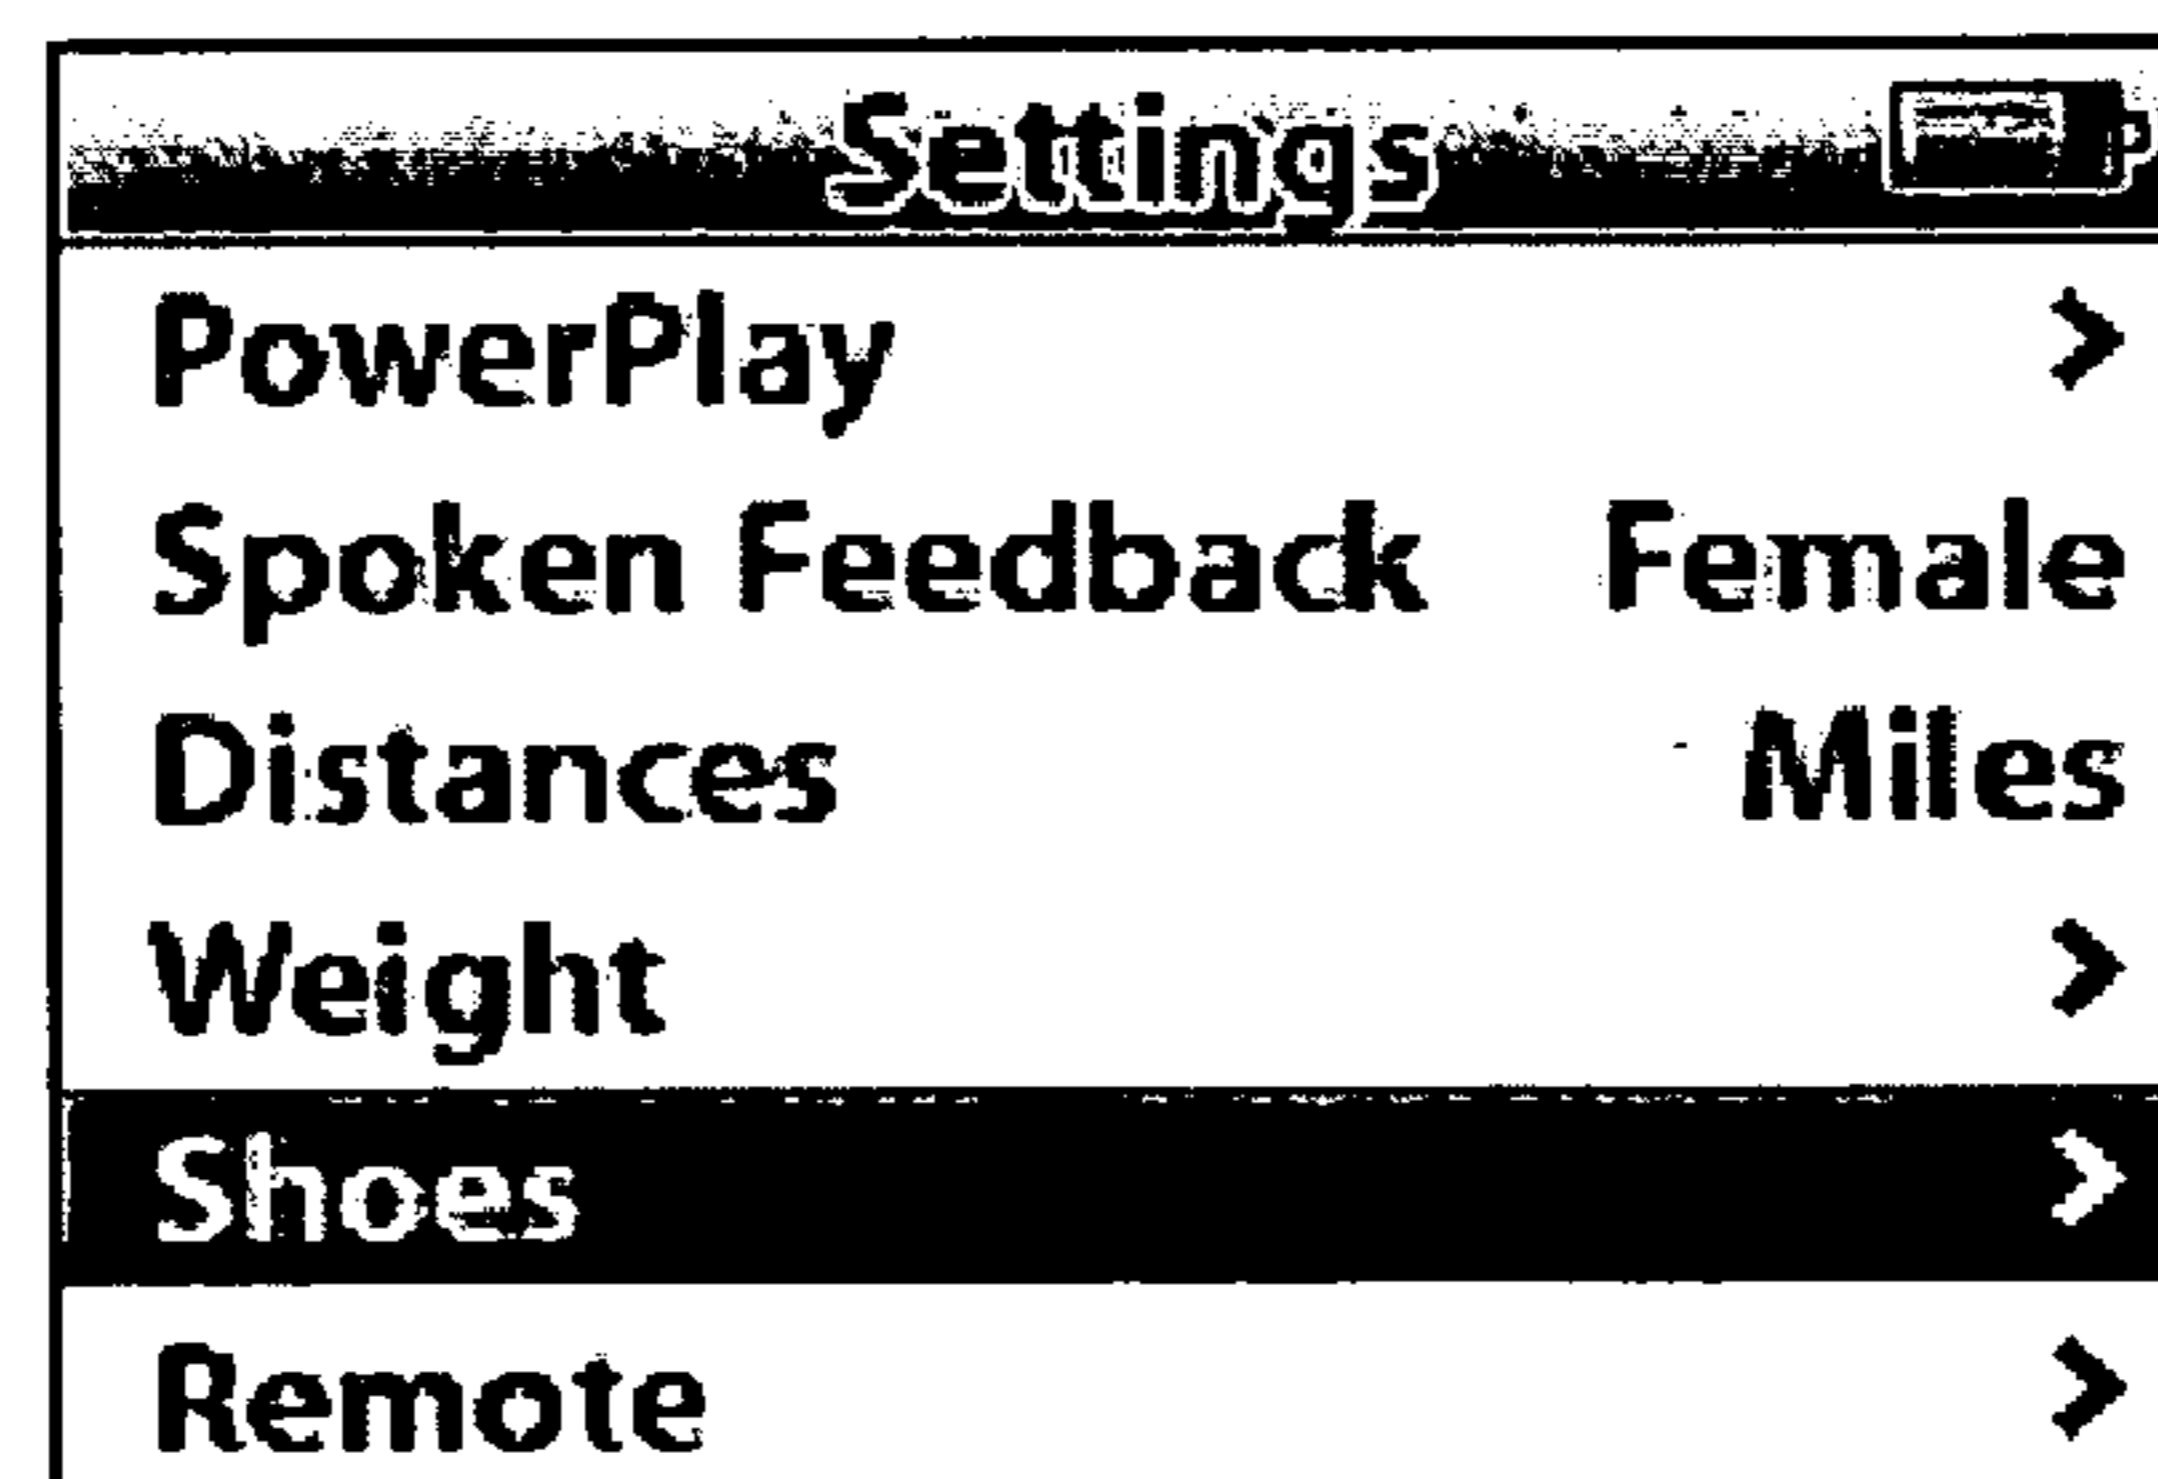 Settings
PowerPlay >
Spoken Feedback Female
Distances Miles
Weight >
Shoes >
Remote >